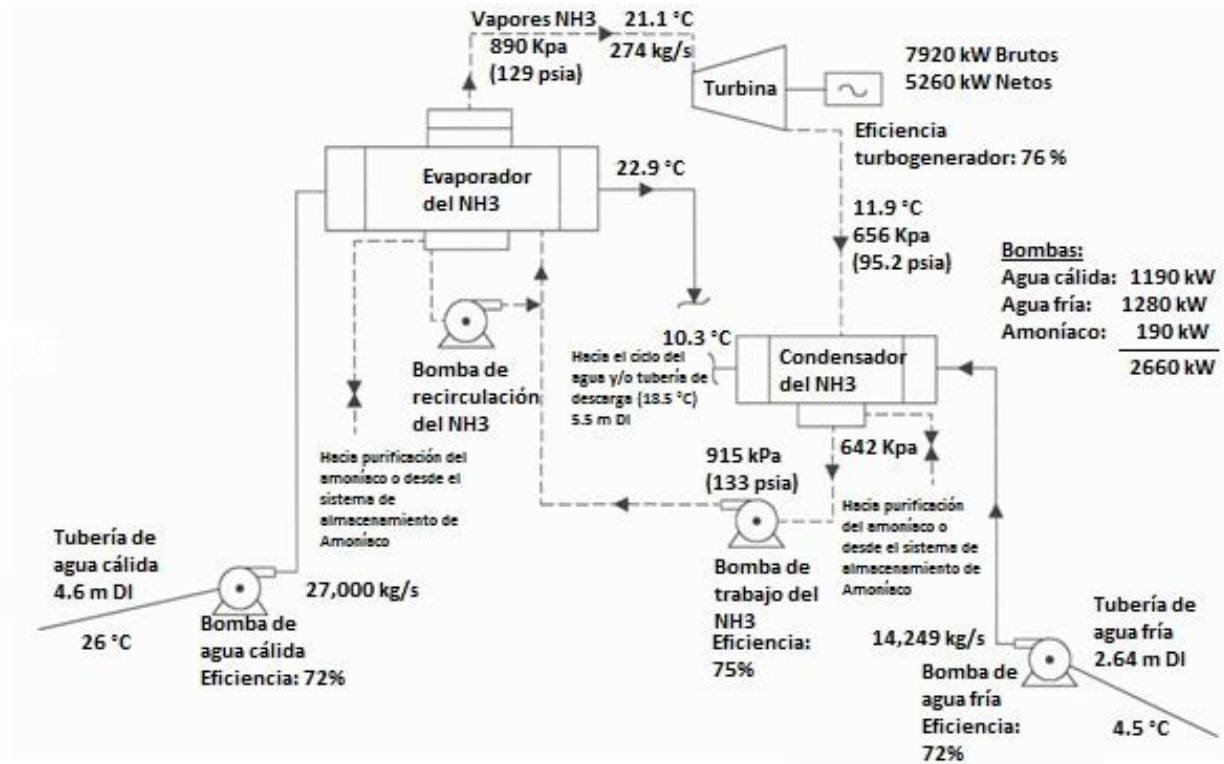 Vapores NH3
21.1 °C
890 Kpa
(129 psia)
274 kg/s
Turbina
7920 kW Brutos
5260 kW Netos
Eficiencia
turbogenerador: 76 %
Evaporador
del NH3
22.9 °C
11.9 °C
656 Kpa
(95.2 psia)
Bombas:
Agua cálida: 1190 kW
Agua fría: 1280 kW
Amoníaco: 190 kW
2660 kW
Bomba de
recirculación
del NH3
10.3 °C
Hacia el ciclo del
agua y/o tubería de
descarga (18.5 °C)
5.5 m DI
Condensador
del NH3
642 Kpa
915 kPa
(133 psia)
Hacia purificación del
amoníaco o desde el
sistema de
almacenamiento de
Amoníaco
Hacia purificación
del amoníaco o
desde el sistema de
almacenamiento de
Amoníaco
Tubería de
agua cálida
4.6 m DI
26 °C
27,000 kg/s
Bomba de
agua cálida
Eficiencia: 72%
Bomba de
trabajo del
NH3
Eficiencia:
75%
14,249 kg/s
Bomba de
agua fría
Eficiencia:
72%
Tubería de
agua fría
2.64 m DI
4.5 °C